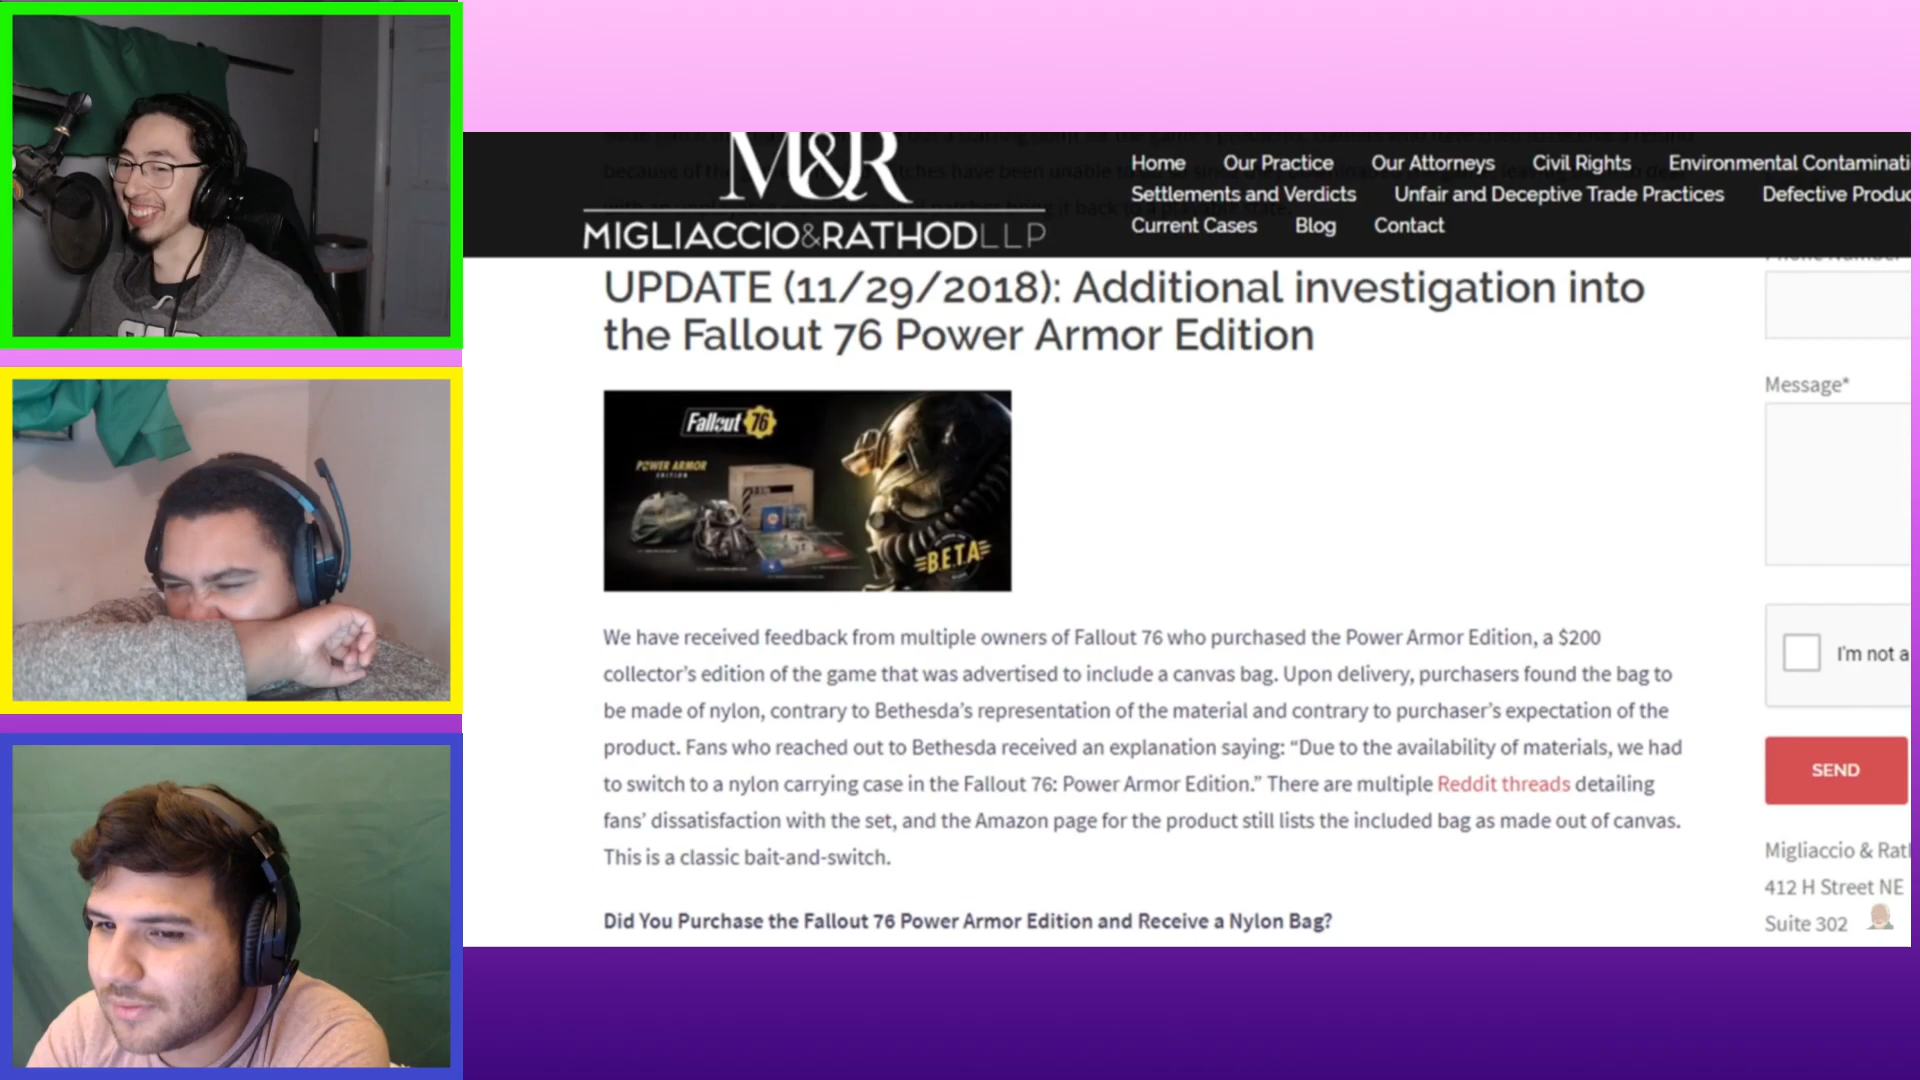 M&R
MIGLIACCIO&RATHODLLP
Home Our Practice Our Attorneys Civil Rights Environmental Contaminati
Settlements and Verdicts Unfair and Deceptive Trade Practices Defective Produc
Current Cases Blog Contact
UPDATE (11/29/2018): Additional investigation into
the Fallout 76 Power Armor Edition
Fallout 76
POWER ARMOR
EDITION
B.E.T.A
We have received feedback from multiple owners of Fallout 76 who purchased the Power Armor Edition, a $200
collector's edition of the game that was advertised to include a canvas bag. Upon delivery, purchasers found the bag to
be made of nylon, contrary to Bethesda's representation of the material and contrary to purchaser's expectation of the
product. Fans who reached out to Bethesda received an explanation saying: “Due to the availability of materials, we had
to switch to a nylon carrying case in the Fallout 76: Power Armor Edition.” There are multiple Reddit threads detailing
fans' dissatisfaction with the set, and the Amazon page for the product still lists the included bag as made out of canvas.
This is a classic bait-and-switch.
Did You Purchase the Fallout 76 Power Armor Edition and Receive a Nylon Bag?
Message*
I'm not a
SEND
Migliaccio & Rat
412 H Street NE
Suite 302